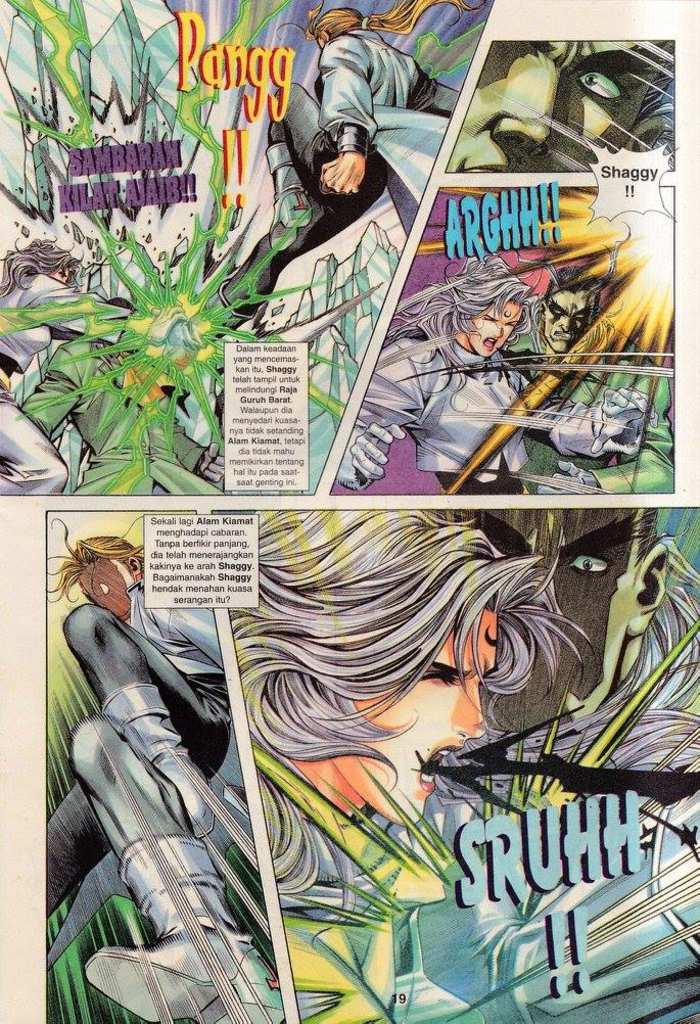 Pangg
!!
SAMBARAN
KILAT AJAIB!!
Dalam keadaan
yang mencemas-
kan itu, Shaggy
telah tampil untuk
melindungi Raja
Guruh Barat.
Walaupun dia
menyedari kuasa-
nya tidak setanding
Alam Kiamat, tetapi
dia tidak mahu
memikirkan tentang
hal itu pada saat-
saat genting ini.
Shaggy
!!
ARGHH!!
Sekali lagi Alam Kiamat
menghadapi cabaran.
Tanpa berfikir panjang,
dia telah menerajangkan
kakinya ke arah Shaggy.
Bagaimanakah Shaggy
hendak menahan kuasa
serangan itu?
SRUHH
!!
19